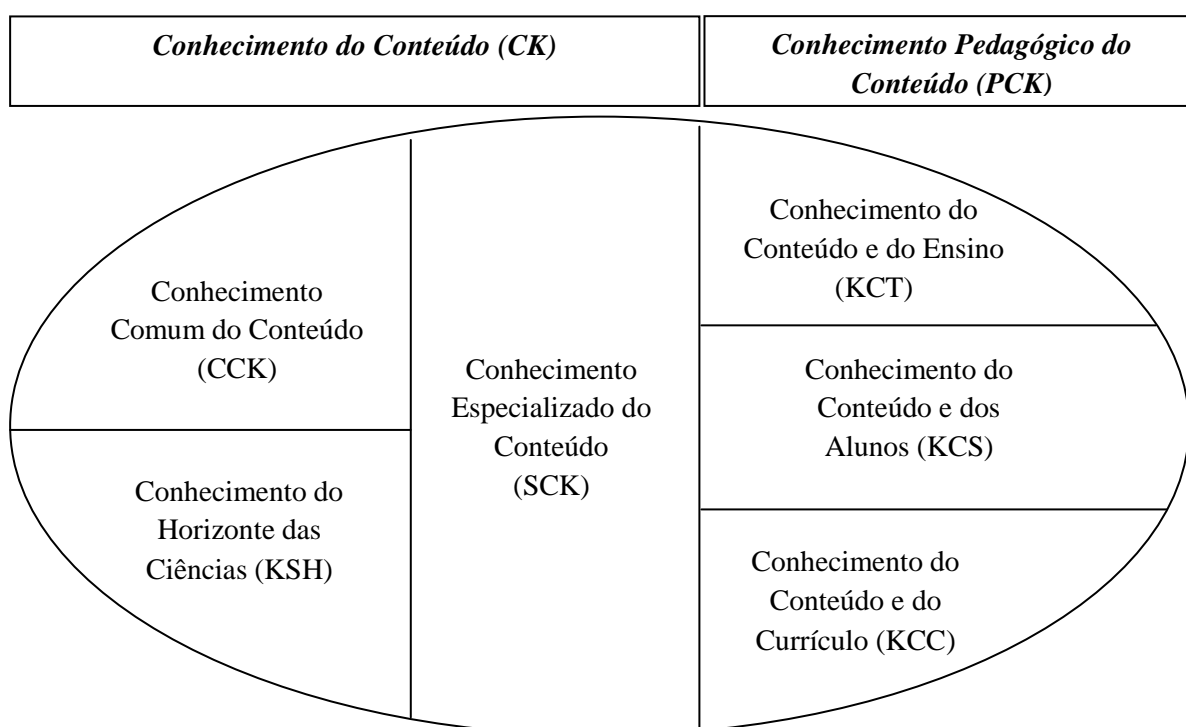 Conhecimento do Conteúdo (CK)
Conhecimento Pedagógico do
Conteúdo (PCK)
Conhecimento
Comum do Conteúdo
(CCK)
Conhecimento do
Horizonte das
Ciências (KSH)
Conhecimento
Especializado do
Conteúdo
(SCK)
Conhecimento do
Conteúdo e do Ensino
(KCT)
Conhecimento do
Conteúdo e dos
Alunos (KCS)
Conhecimento do
Conteúdo e do
Currículo (KCC)